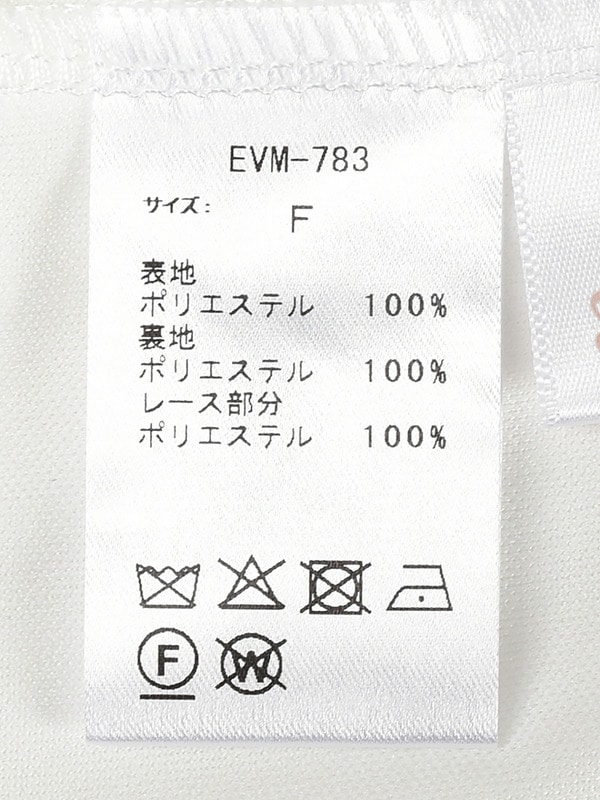 EVM-783
サイズ: F
表地
ポリエステル 100%
裏地
ポリエステル 100%
レース部分
ポリエステル 100%
F W